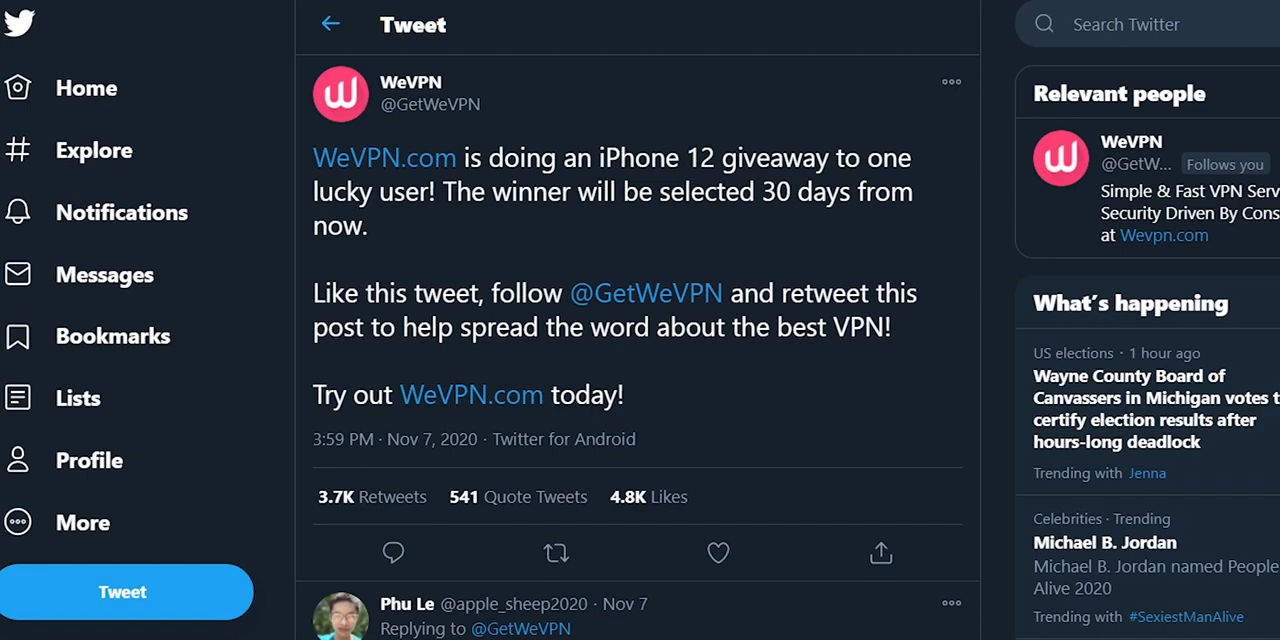 Home
Explore
Notifications
Messages
Bookmarks
Lists
Profile
More
Tweet
Tweet
WeVPN
@GetWeVPN
WeVPN.com is doing an iPhone 12 giveaway to one
lucky user! The winner will be selected 30 days from
now.
Like this tweet, follow @GetWeVPN and retweet this
post to help spread the word about the best VPN!
Try out WeVPN.com today!
3:59 PM · Nov 7, 2020 · Twitter for Android
3.7K Retweets 541 Quote Tweets 4.8K Likes
Phu Le @apple_sheep2020 · Nov 7
Replying to @GetWeVPN
Search Twitter
Relevant people
WeVPN
@GetW... Follows you
Simple & Fast VPN Serv
Security Driven By Cons
at Wevpn.com
What's happening
US elections · 1 hour ago
Wayne County Board of
Canvassers in Michigan votes t
certify election results after
hours-long deadlock
Trending with Jenna
Celebrities · Trending
Michael B. Jordan
Michael B. Jordan named People
Alive 2020
Trending with #SexiestManAlive